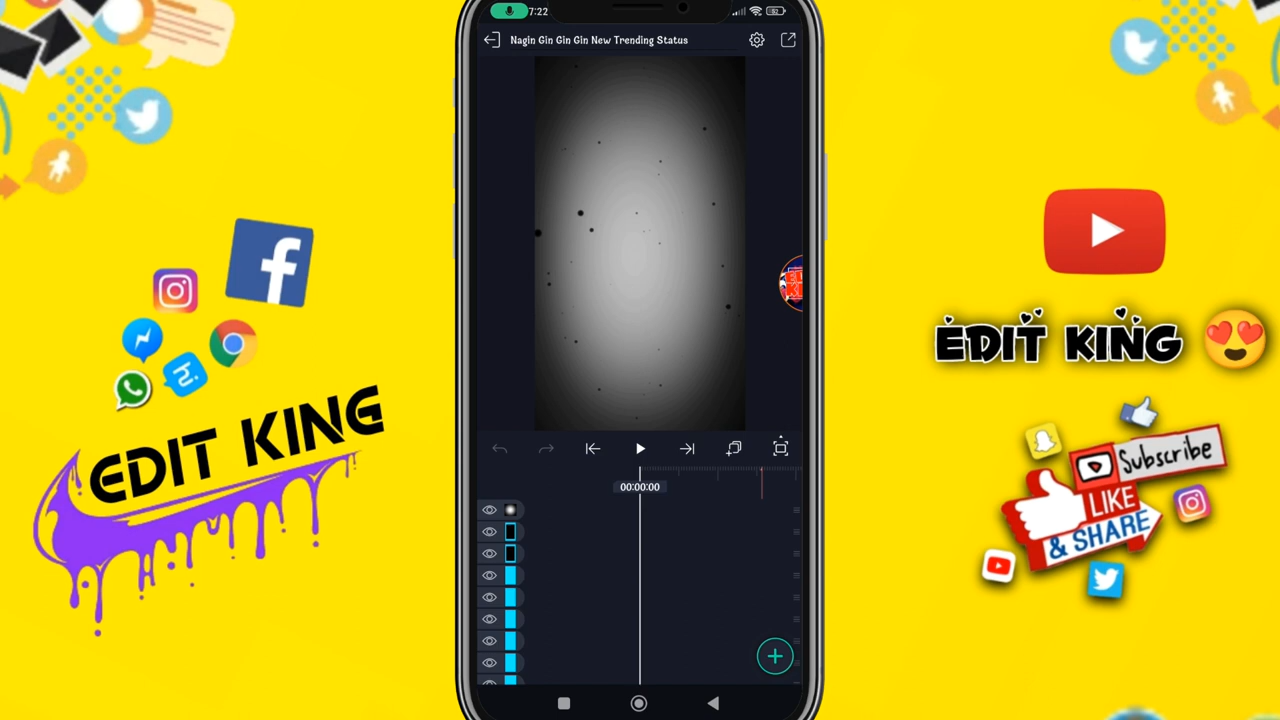 7:22
52
Nagin Gin Gin Gin New Trending Status
00:00:00
EDIT KING
EDIT KING
Subscribe
LIKE
& SHARE